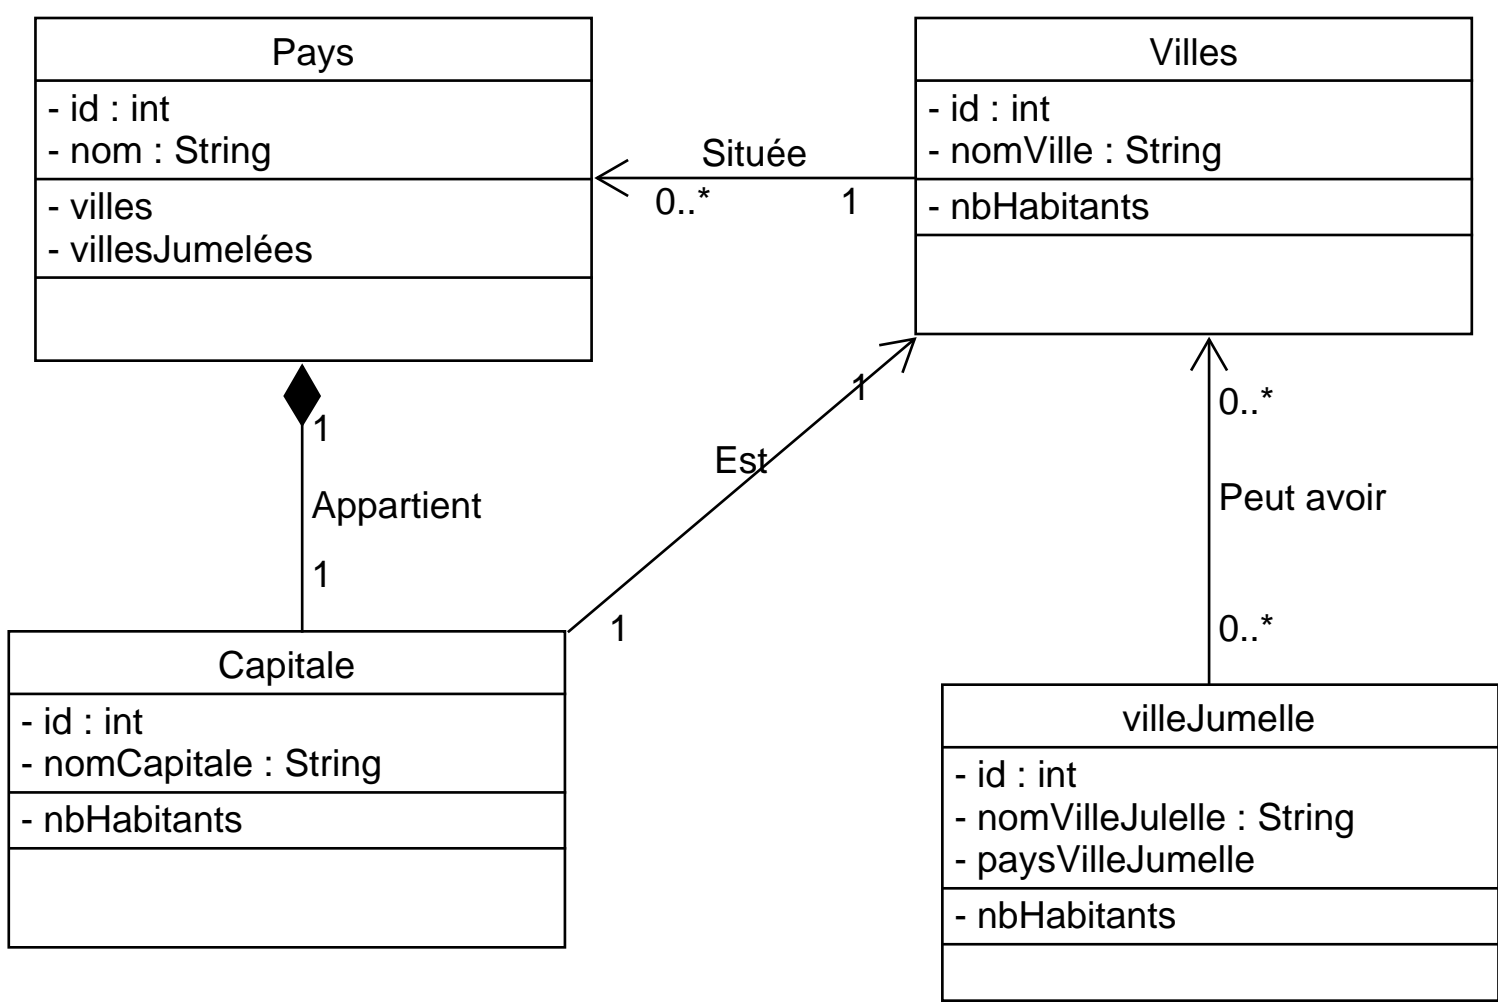 Pays
- id : int
- nom : String
- villes
- villesJumelées
Située
0..*
1
Villes
- id : int
- nomVille : String
- nbHabitants
1
Appartient
1
1
Est
1
0..*
Peut avoir
0..*
Capitale
- id : int
- nomCapitale : String
- nbHabitants
villeJumelle
- id : int
- nomVilleJulelle : String
- paysVilleJumelle
- nbHabitants